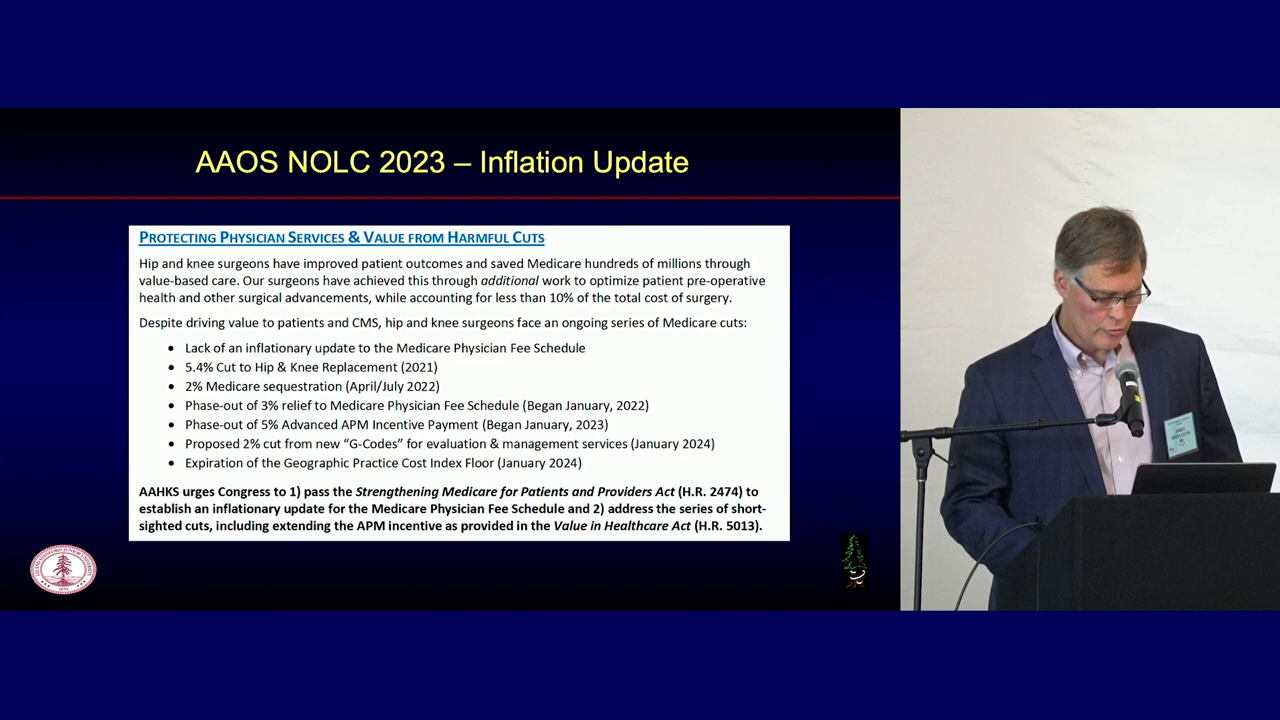 AAOS NOLC 2023 – Inflation Update
PROTECTING PHYSICIAN SERVICES & VALUE FROM HARMFUL CUTS
Hip and knee surgeons have improved patient outcomes and saved Medicare hundreds of millions through
value-based care. Our surgeons have achieved this through additional work to optimize patient pre-operative
health and other surgical advancements, while accounting for less than 10% of the total cost of surgery.
Despite driving value to patients and CMS, hip and knee surgeons face an ongoing series of Medicare cuts:
• Lack of an inflationary update to the Medicare Physician Fee Schedule
• 5.4% Cut to Hip & Knee Replacement (2021)
• 2% Medicare sequestration (April/July 2022)
• Phase-out of 3% relief to Medicare Physician Fee Schedule (Began January, 2022)
• Phase-out of 5% Advanced APM Incentive Payment (Began January, 2023)
• Proposed 2% cut from new “G-Codes” for evaluation & management services (January 2024)
• Expiration of the Geographic Practice Cost Index Floor (January 2024)
AAHKS urges Congress to 1) pass the Strengthening Medicare for Patients and Providers Act (H.R. 2474) to
establish an inflationary update for the Medicare Physician Fee Schedule and 2) address the series of short-
sighted cuts, including extending the APM incentive as provided in the Value in Healthcare Act (H.R. 5013).